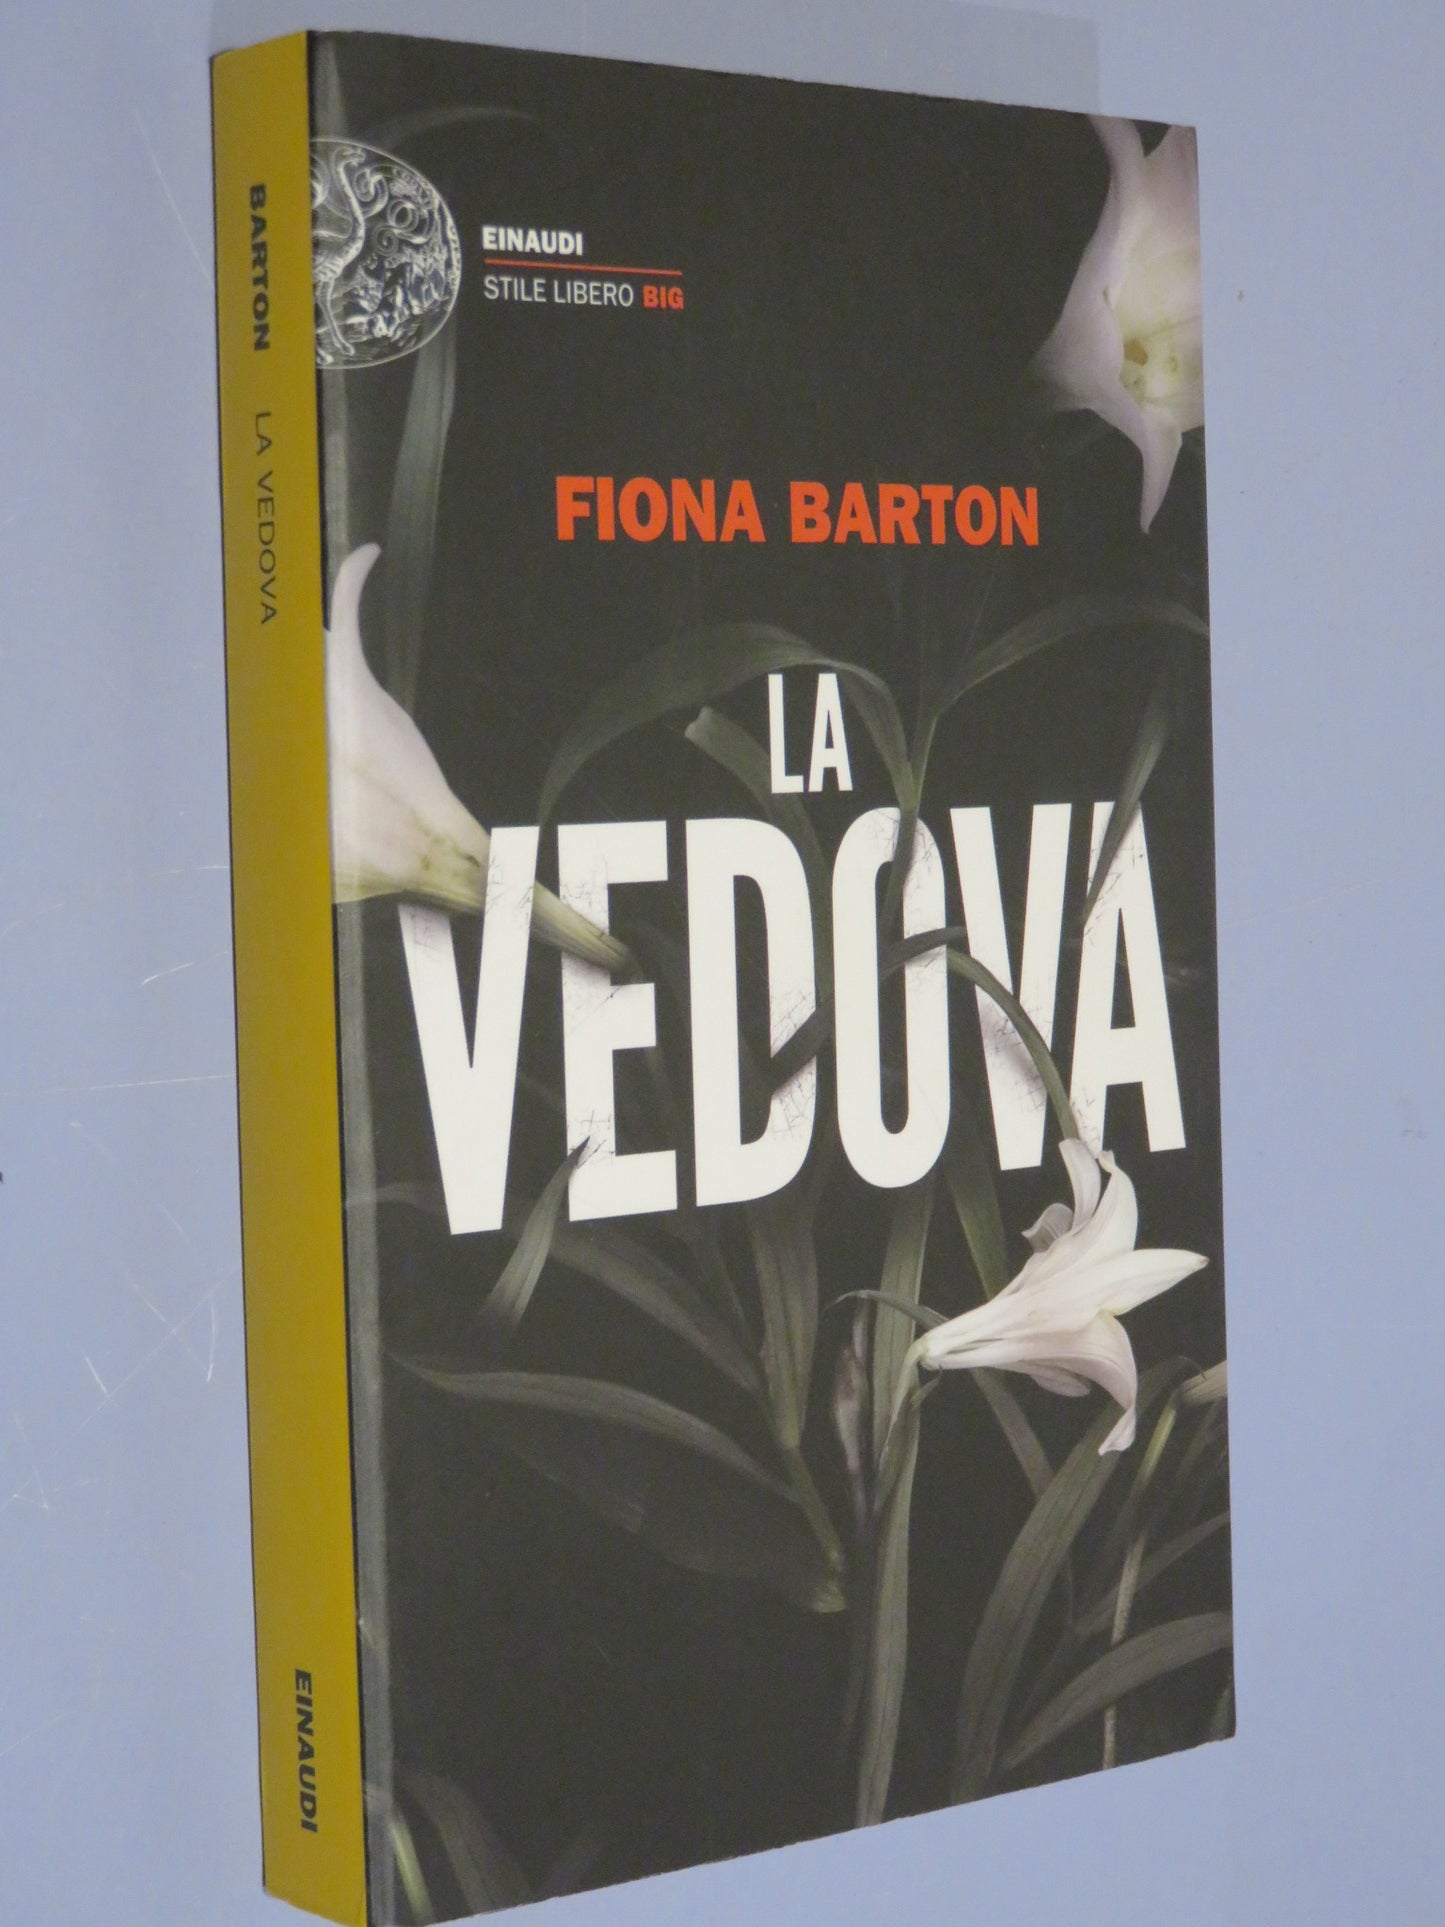 BARTON LA VEDOVA
EINAUDI
EINAUDI
STILE LIBERO BIG
FIONA BARTON
LA
VEDOVA